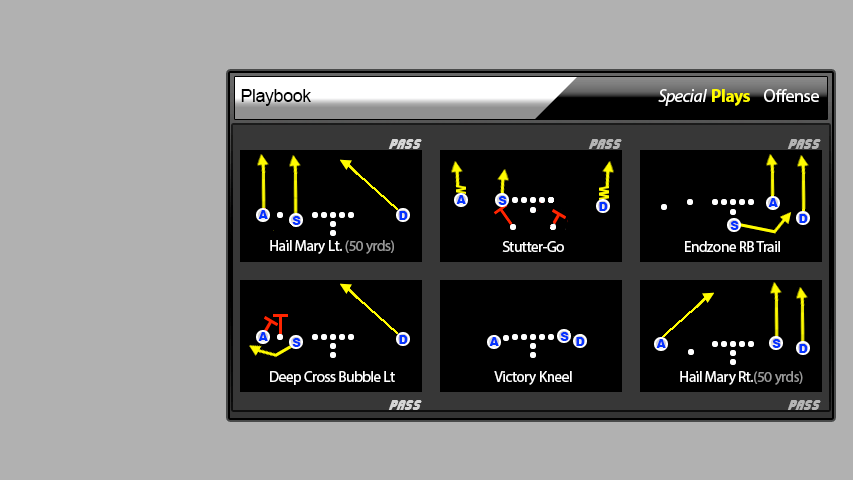 Playbook
Special Plays Offense
PASS PASS PASS
A S D
Hail Mary Lt. (50 yrds)
A S D
Stutter-Go
A S D
Endzone RB Trail
A S D
Deep Cross Bubble Lt
A S D
Victory Kneel
A S D
Hail Mary Rt.(50 yrds)
PASS PASS